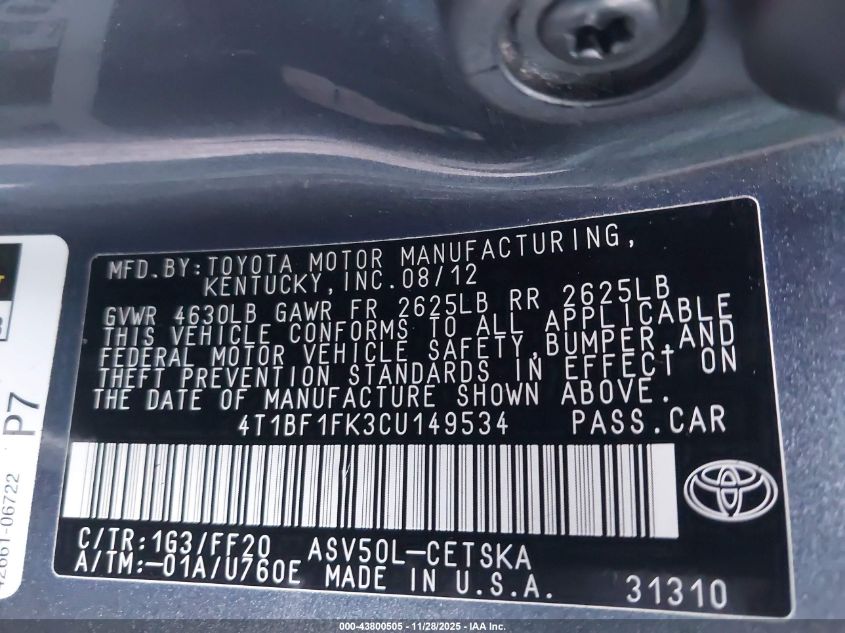 MFD. BY: TOYOTA MOTOR MANUFACTURING,
KENTUCKY, INC. 08/12
GVWR 4630LB GAWR FR 2625LB RR 2625LB
THIS VEHICLE CONFORMS TO ALL APPLICABLE
FEDERAL MOTOR VEHICLE SAFETY, BUMPER, AND
THEFT PREVENTION STANDARDS IN EFFECT ON
THE DATE OF MANUFACTURE SHOWN ABOVE.
4T1BF1FK3CU149534 PASS. CAR
C/TR: 1G3/FF20 ASV50L-CETSKA
A/TM: -01A/U760E MADE IN U.S.A. 31310
P7
42661-06722
000-43800505 - 11/28/2025 - IAA Inc.